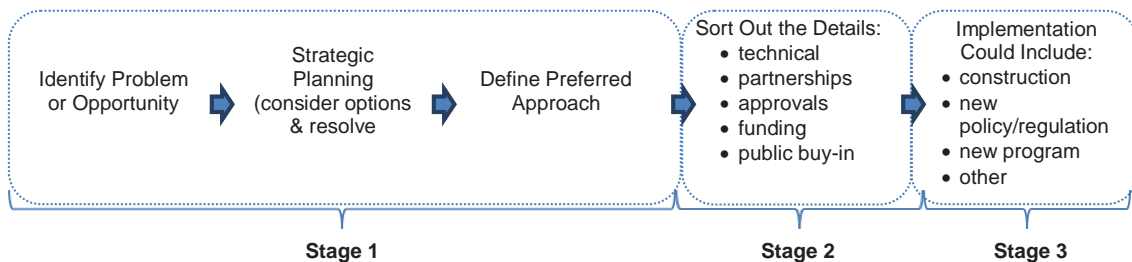 Identify Problem
or Opportunity
Strategic
Planning
(consider options
& resolve
Define Preferred
Approach
Sort Out the Details:
• technical
• partnerships
• approvals
• funding
• public buy-in
Implementation
Could Include:
• construction
• new
policy/regulation
• new program
• other
Stage 1
Stage 2
Stage 3